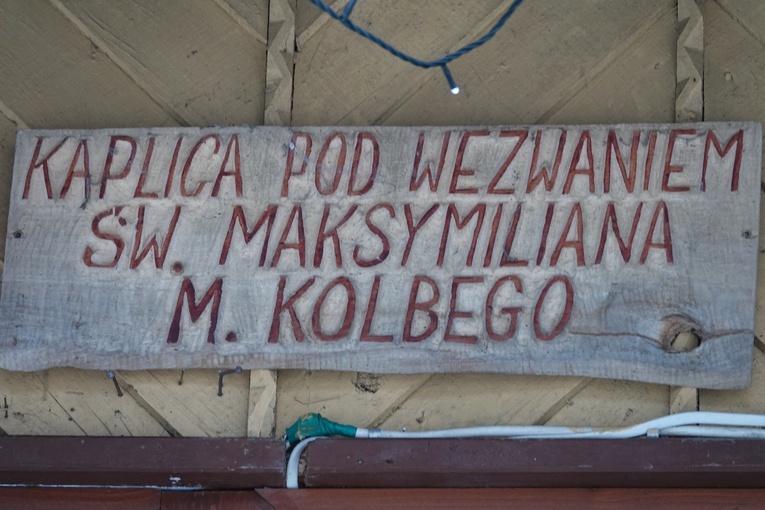 KAPLICA POD WEZWANIEM
ŚW. MAKSYMILIANA
M. KOLBEGO